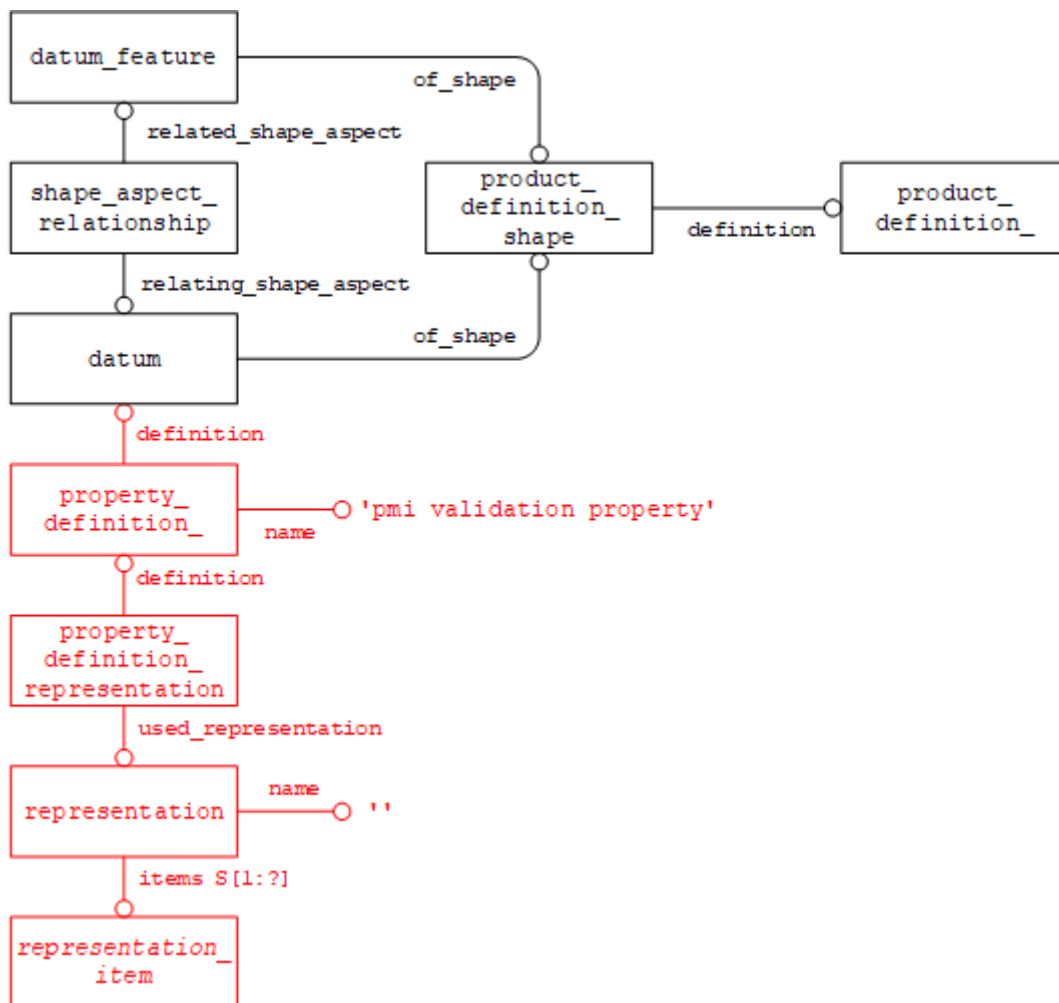 datum_feature
of_shape
related_shape_aspect
shape_aspect_
relationship
product_
definition_
shape
definition
product_
definition_
relating_shape_aspect
of_shape
datum
definition
property_
definition_
name
'pmi validation property'
definition
property_
definition_
representation
used_representation
representation
name
''
items S[1:?]
representation_
item